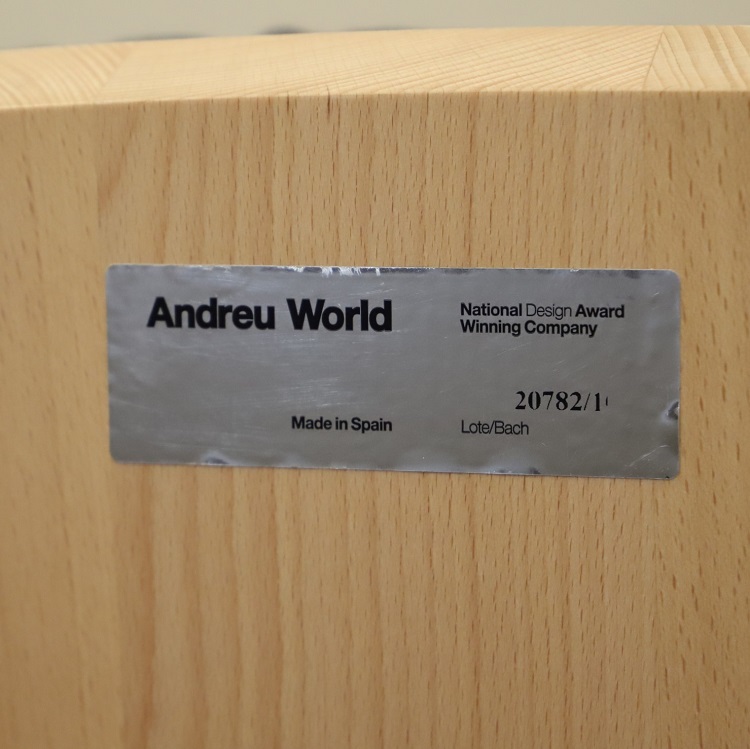 Andreu World
National Design Award
Winning Company
20782/1
Made in Spain
Lote/Bach